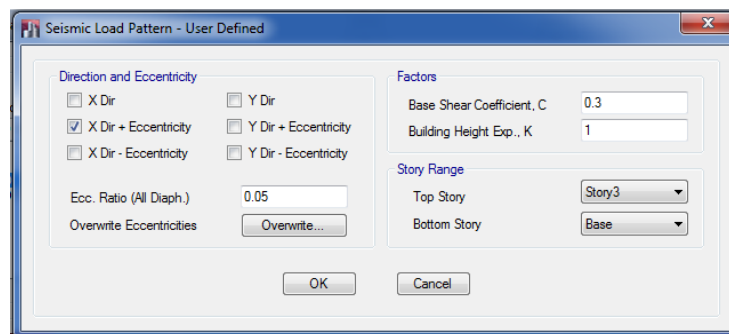 Seismic Load Pattern - User Defined
Direction and Eccentricity
X Dir
Y Dir
X Dir + Eccentricity
Y Dir + Eccentricity
X Dir - Eccentricity
Y Dir - Eccentricity
Ecc. Ratio (All Diaph.)
0.05
Overwrite Eccentricities
Overwrite...
Factors
Base Shear Coefficient, C
0.3
Building Height Exp., K
1
Story Range
Top Story
Story3
Bottom Story
Base
OK
Cancel